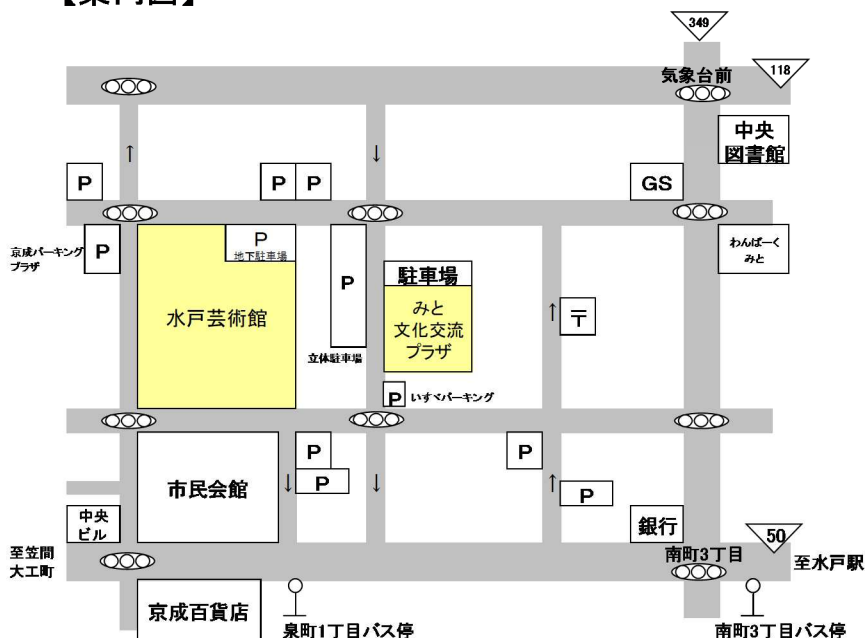 【案内図】
349
気象台前
118
中央
図書館
P
P
P
GS
京成パーキング
プラザ
P
P
地下駐車場
P
駐車場
わんぱーく
みと
水戸芸術館
みと
文化交流
プラザ
〒
立体駐車場
P
いすゞパーキング
市民会館
P
P
P
P
中央
ビル
銀行
50
至笠間
大工町
南町3丁目
至水戸駅
京成百貨店
泉町1丁目バス停
南町3丁目バス停